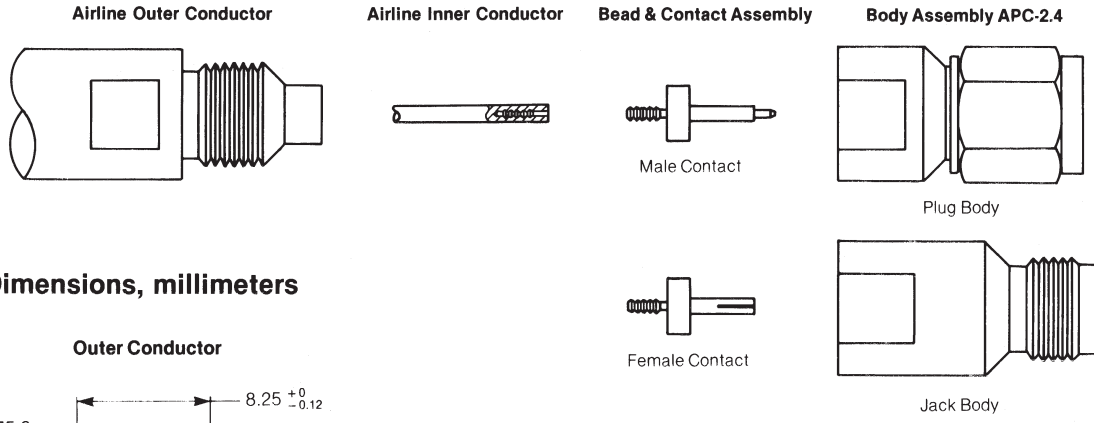 Airline Outer Conductor
Airline Inner Conductor
Bead & Contact Assembly
Body Assembly APC-2.4
Male Contact
Plug Body
Dimensions, millimeters
Female Contact
Outer Conductor
8.25 +0 −0.12
Jack Body